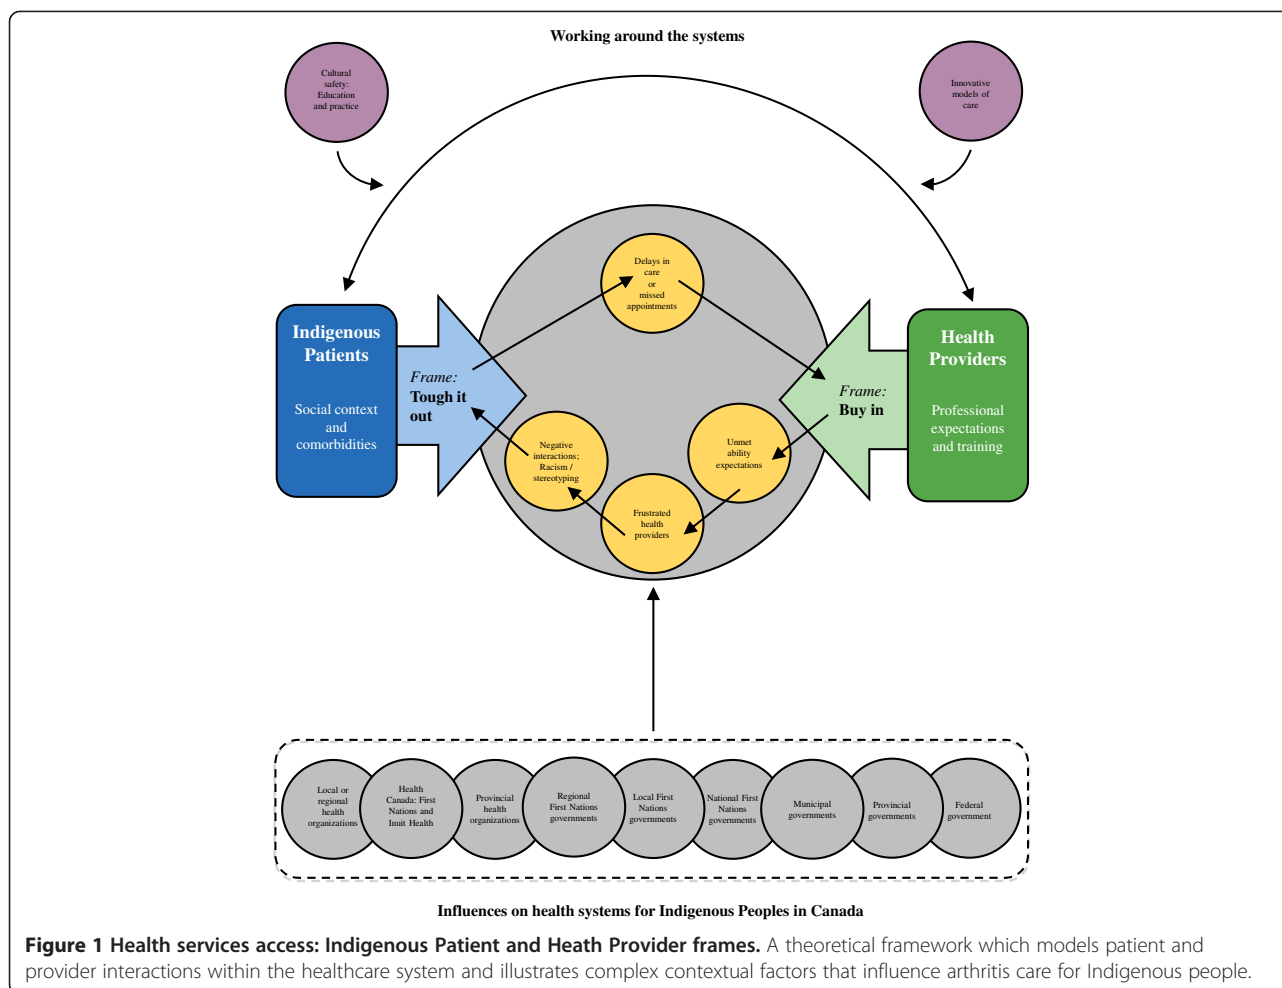 Working around the systems
Cultural
safety:
Education
and practice
Innovative
models of
care
Delays in
care
or
missed
appointments
Indigenous
Patients
Social context
and
comorbidities
Frame:
Tough it
out
Frame:
Buy in
Health
Providers
Professional
expectations
and training
Negative
interactions;
Racism /
stereotyping
Unmet
ability
expectations
Frustrated
health
providers
Local or
regional
health
organizations
Health
Canada: First
Nations and
Inuit Health
Provincial
health
organizations
Regional
First Nations
governments
Local First
Nations
governments
National First
Nations
governments
Municipal
governments
Provincial
governments
Federal
government
Influences on health systems for Indigenous Peoples in Canada
Figure 1 Health services access: Indigenous Patient and Heath Provider frames. A theoretical framework which models patient and
provider interactions within the healthcare system and illustrates complex contextual factors that influence arthritis care for Indigenous people.